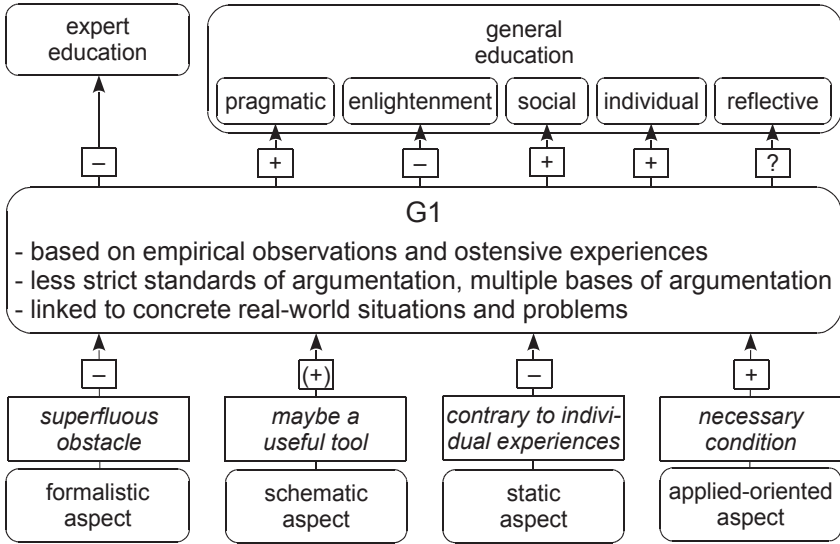 expert
education
general
education
pragmatic
enlightenment
social
individual
reflective
–
+
–
+
+
?
G1
- based on empirical observations and ostensive experiences
- less strict standards of argumentation, multiple bases of argumentation
- linked to concrete real-world situations and problems
–
(+)
–
+
superfluous
obstacle
maybe a
useful tool
contrary to indivi-
dual experiences
necessary
condition
formalistic
aspect
schematic
aspect
static
aspect
applied-oriented
aspect